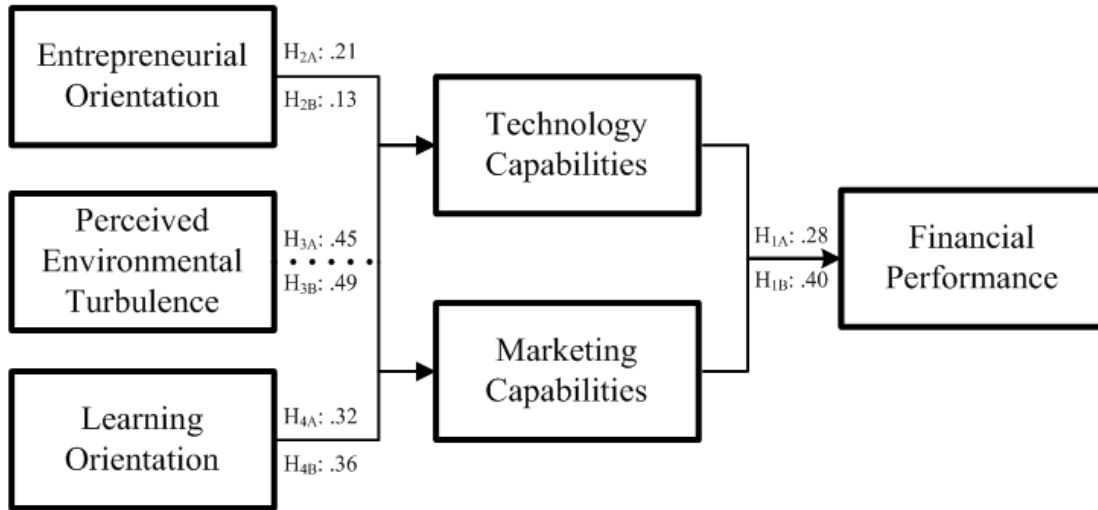 Entrepreneurial
Orientation
H2A: .21
H2B: .13
Perceived
Environmental
Turbulence
H3A: .45
H3B: .49
Learning
Orientation
H4A: .32
H4B: .36
Technology
Capabilities
Marketing
Capabilities
H1A: .28
H1B: .40
Financial
Performance